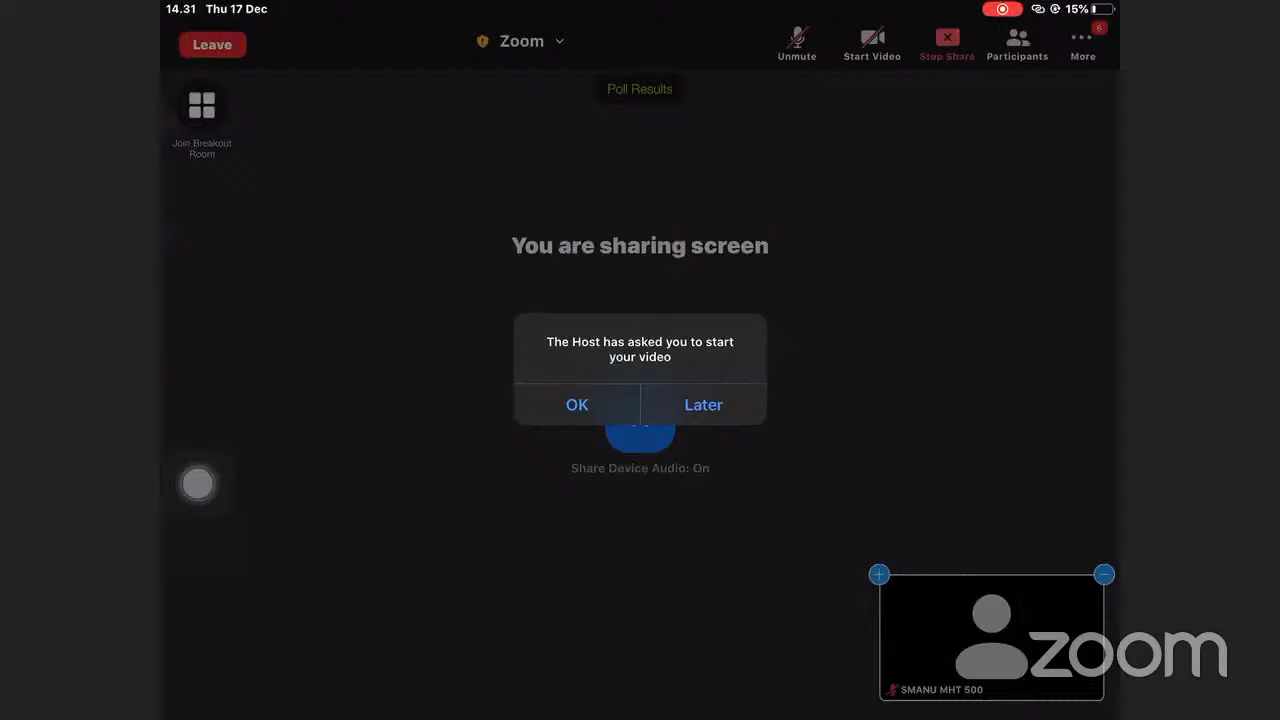 14.31 Thu 17 Dec
15%
Leave
Zoom
Unmute
Start Video
Stop Share
Participants
More
6
Poll Results
Join Breakout
Room
You are sharing screen
The Host has asked you to start
your video
OK
Later
Share Device Audio: On
SMANU MHT 500
zoom